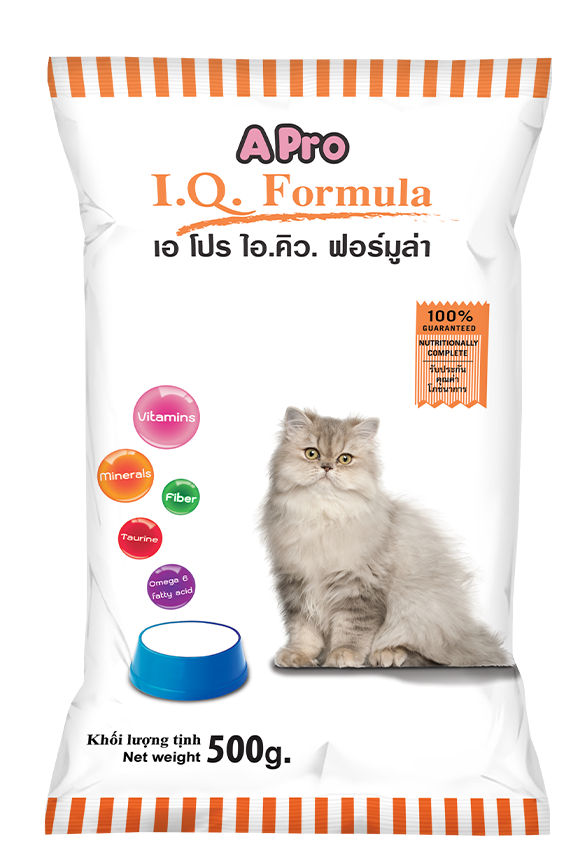 A Pro
I.Q. Formula
เอ โปร ไอ.คิว. ฟอร์มูล่า
100%
GUARANTEED
NUTRITIONALLY
COMPLETE
รับประกัน
คุณค่า
โภชนาการ
Vitamins
Minerals
Fiber
Taurine
Omega 6
fatty acid
Khối lượng tịnh
Net weight 500g.